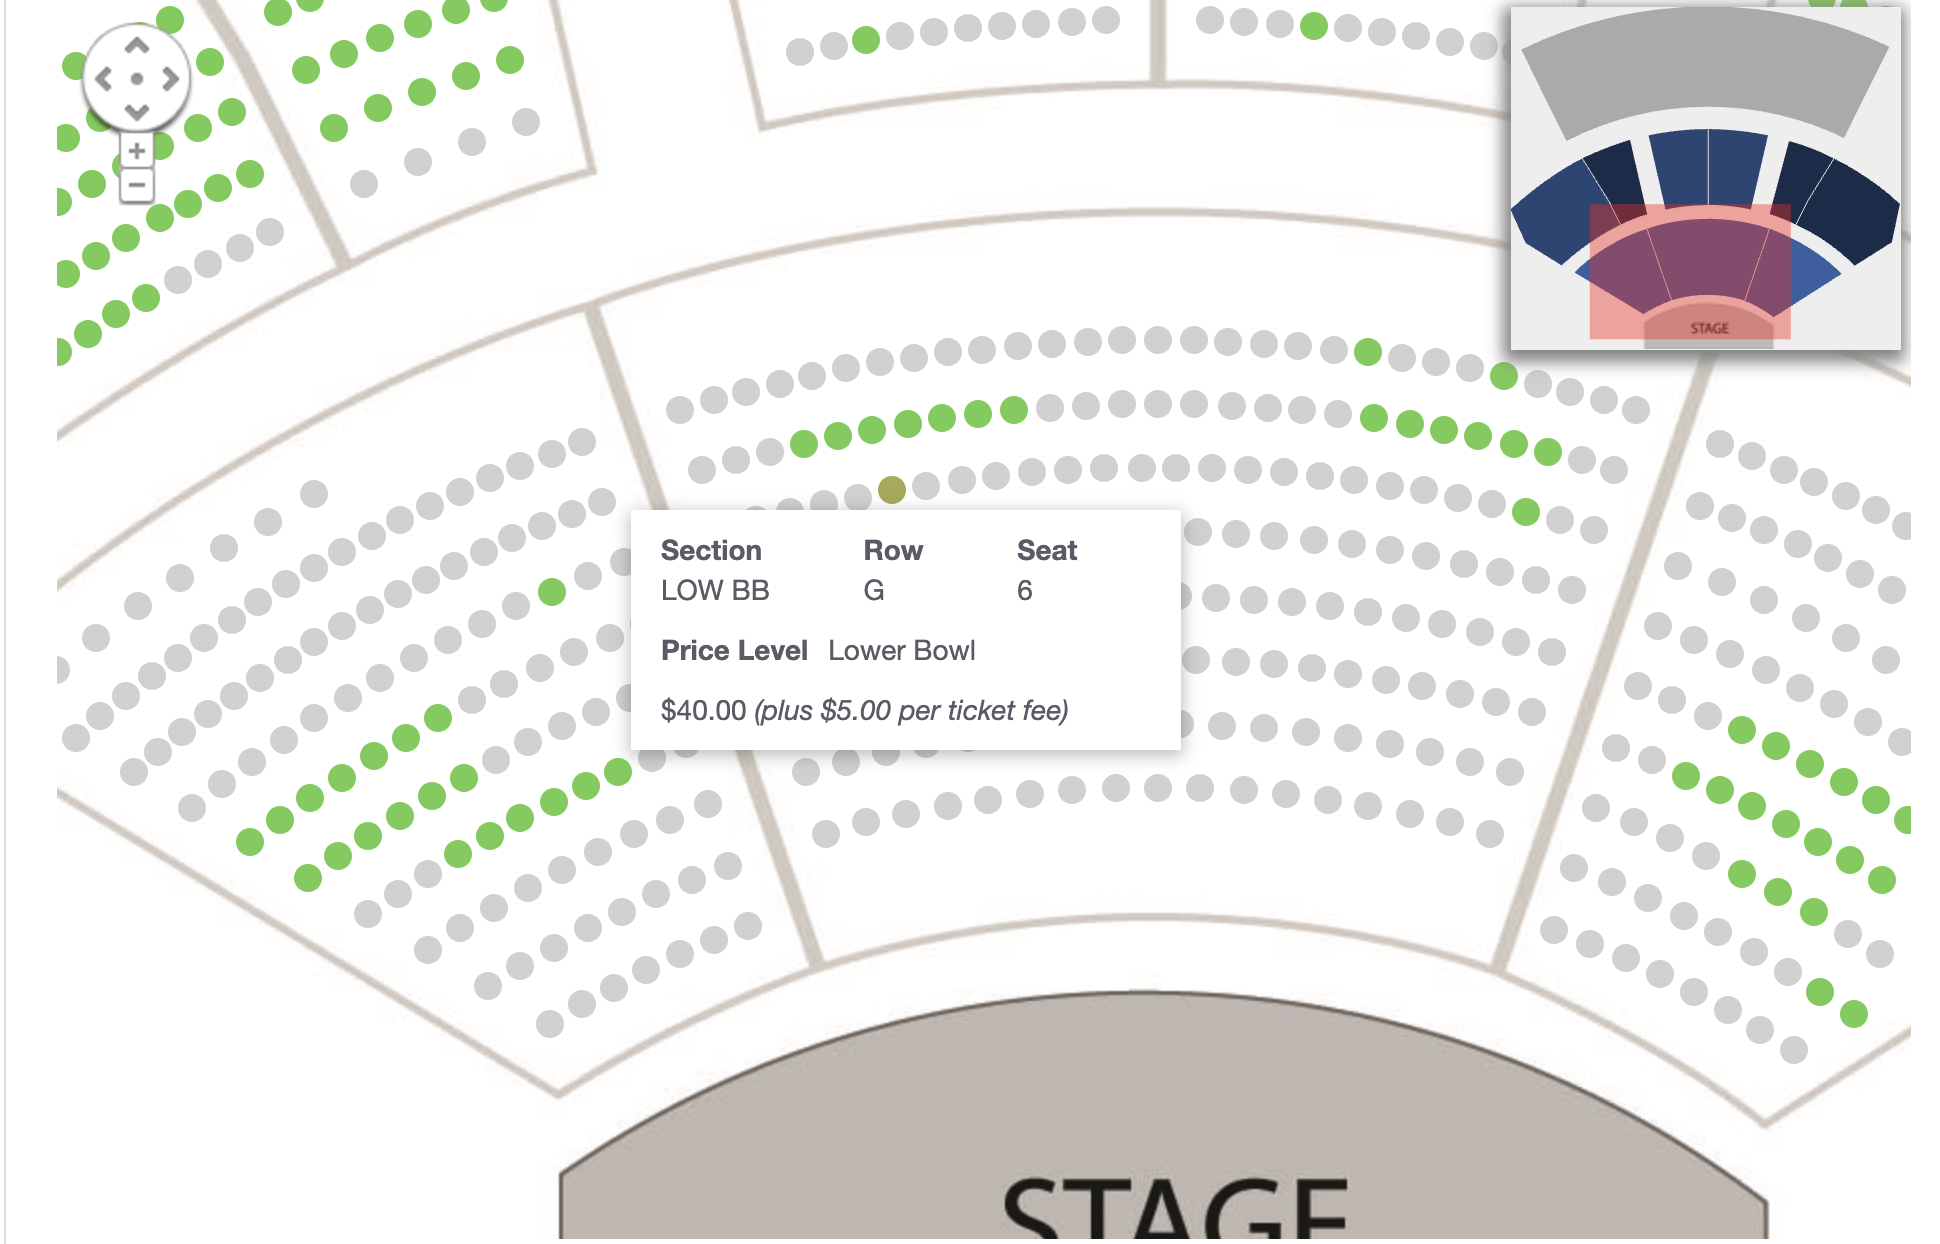 +
−
STAGE
Section Row Seat
LOW BB G 6
Price Level Lower Bowl
$40.00 (plus $5.00 per ticket fee)
STAGE